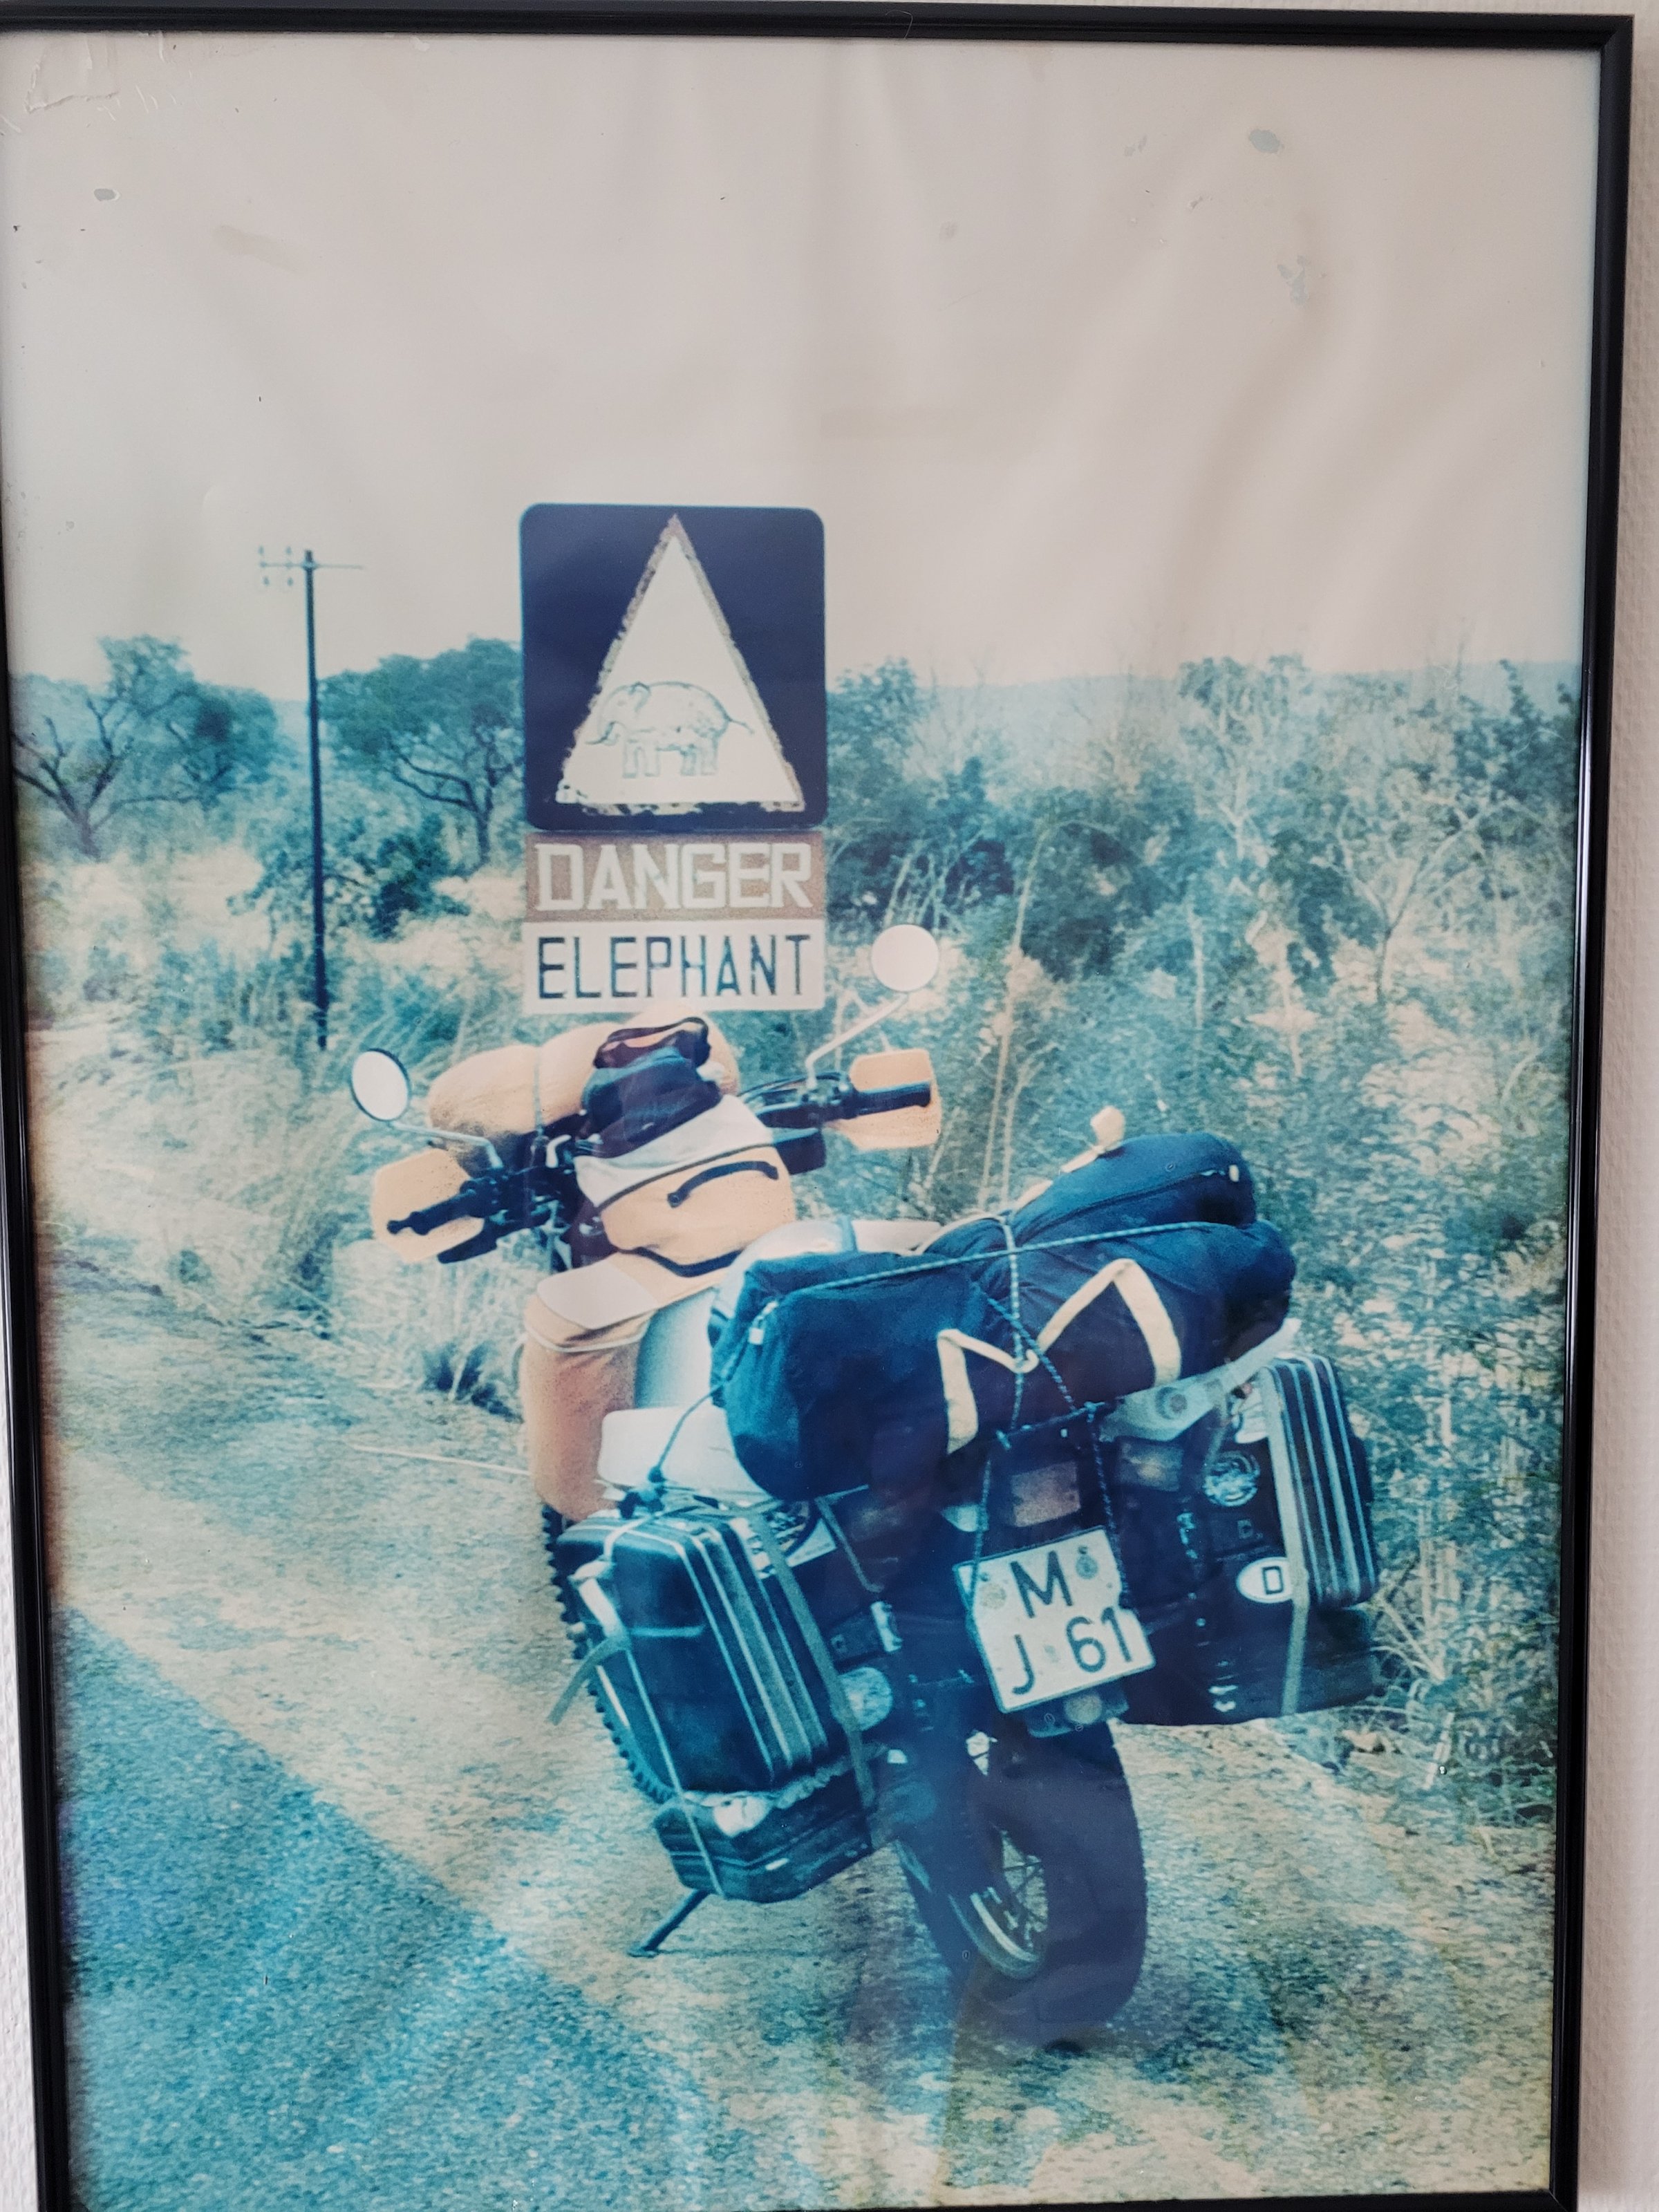 DANGER
ELEPHANT
M
J 61
D